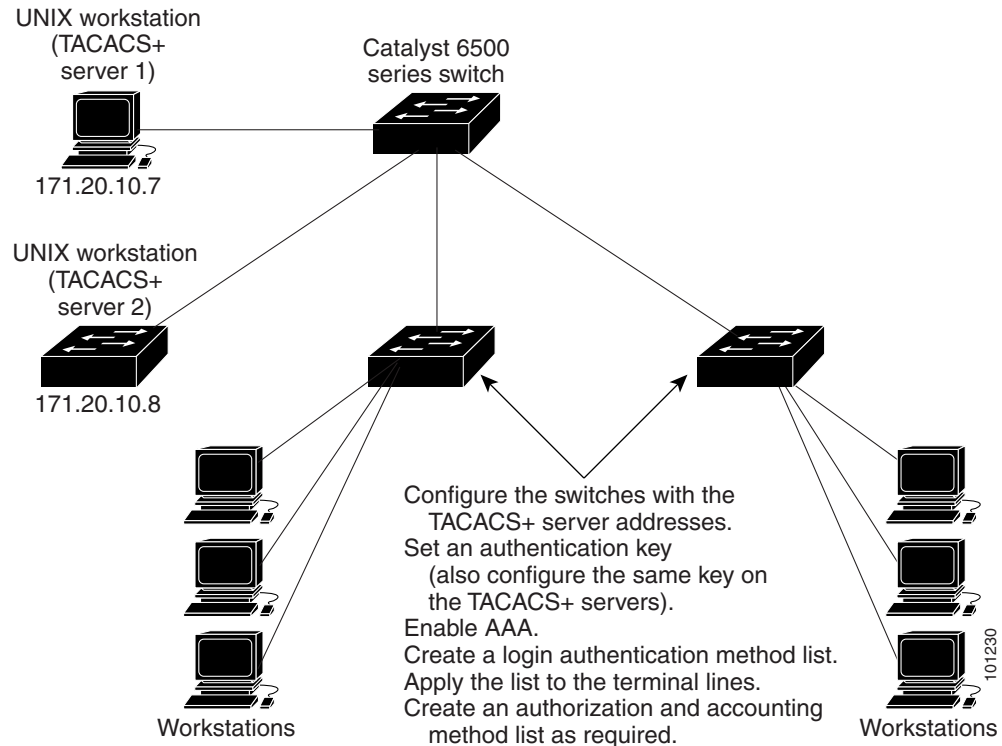 UNIX workstation
(TACACS+
server 1)
Catalyst 6500
series switch
171.20.10.7
UNIX workstation
(TACACS+
server 2)
171.20.10.8
Configure the switches with the
TACACS+ server addresses.
Set an authentication key
(also configure the same key on
the TACACS+ servers).
Enable AAA.
Create a login authentication method list.
Apply the list to the terminal lines.
Create an authorization and accounting
method list as required.
Workstations
Workstations
101230